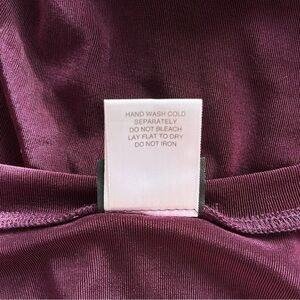 HAND WASH COLD
SEPARATELY
DO NOT BLEACH
LAY FLAT TO DRY
DO NOT IRON